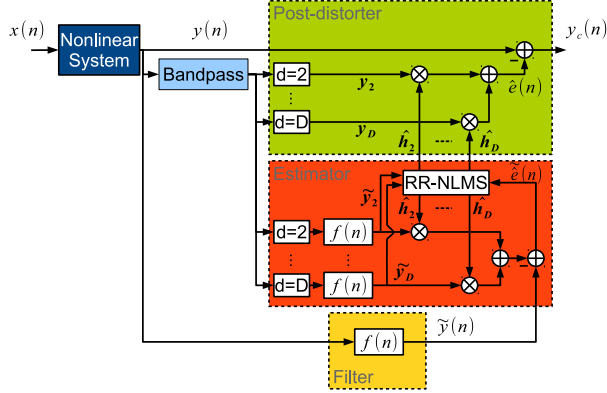 x(n)
Nonlinear
System
y(n)
Post-distorter
y_c(n)
Bandpass
d=2
y_2
ê(n)
⋮
d=D
y_D
ĥ_2
ĥ_D
Estimator
RR-NLMS
ỹ_2
ĥ_2
ĥ_D
ẽ̂(n)
d=2
f(n)
⋮
⋮
d=D
f(n)
ỹ_D
ỹ(n)
f(n)
Filter